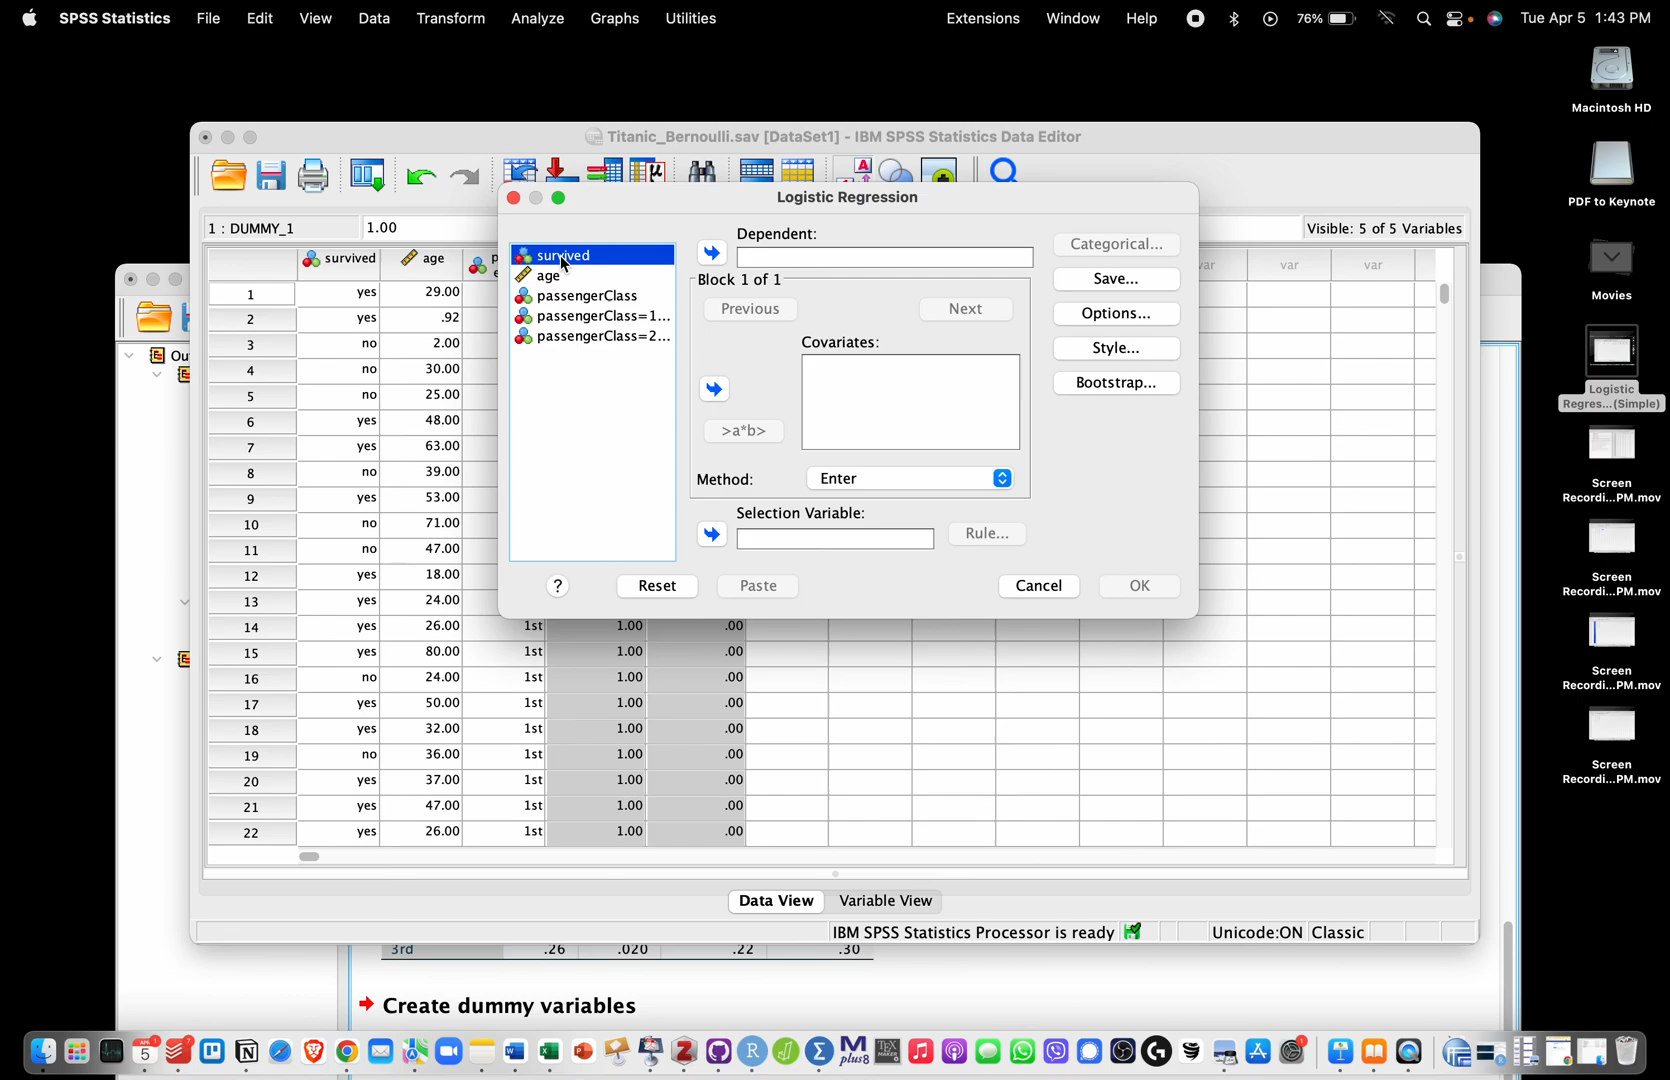 SPSS Statistics File Edit View Data Transform Analyze Graphs Utilities Extensions Window Help 76% Tue Apr 5 1:43 PM
Macintosh HD
PDF to Keynote
Movies
Logistic
Regres...(Simple)
Screen
Recordi...PM.mov
Screen
Recordi...PM.mov
Screen
Recordi...PM.mov
Screen
Recordi...PM.mov
Titanic_Bernoulli.sav [DataSet1] - IBM SPSS Statistics Data Editor
1 : DUMMY_1 1.00 Visible: 5 of 5 Variables
survived age var var var
1 yes 29.00
2 yes .92
3 no 2.00
4 no 30.00
5 no 25.00
6 yes 48.00
7 yes 63.00
8 no 39.00
9 yes 53.00
10 no 71.00
11 no 47.00
12 yes 18.00
13 yes 24.00
14 yes 26.00 1st 1.00 .00
15 yes 80.00 1st 1.00 .00
16 no 24.00 1st 1.00 .00
17 yes 50.00 1st 1.00 .00
18 yes 32.00 1st 1.00 .00
19 no 36.00 1st 1.00 .00
20 yes 37.00 1st 1.00 .00
21 yes 47.00 1st 1.00 .00
22 yes 26.00 1st 1.00 .00
Logistic Regression
survived
age
passengerClass
passengerClass=1...
passengerClass=2...
Dependent:
Block 1 of 1
Previous Next
Covariates:
>a*b>
Method: Enter
Selection Variable:
Rule...
Categorical...
Save...
Options...
Style...
Bootstrap...
? Reset Paste Cancel OK
Data View Variable View
IBM SPSS Statistics Processor is ready Unicode:ON Classic
Ou
3rd .26 .020 .22 .30
Create dummy variables